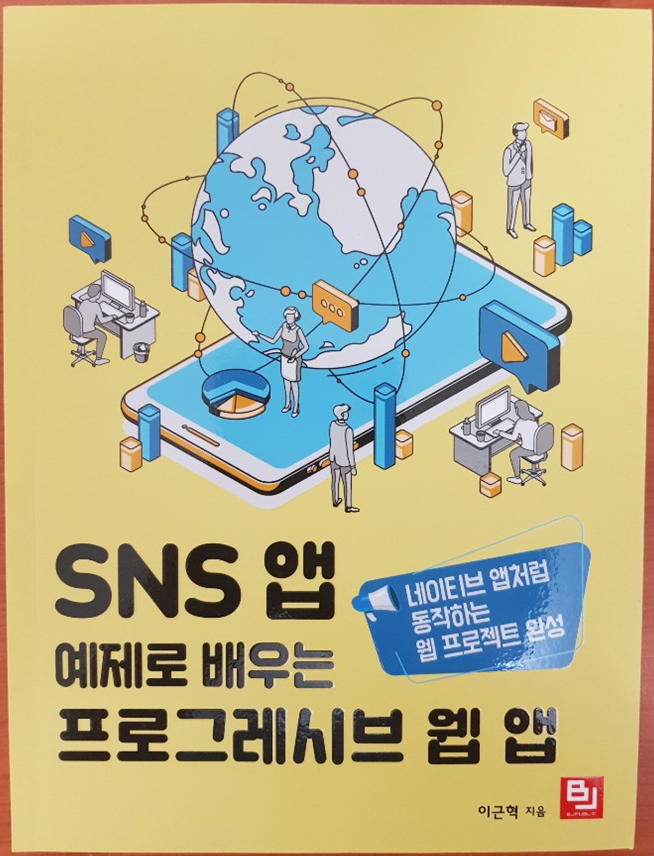 SNS 앱
예제로 배우는
프로그레시브 웹 앱
네이티브 앱처럼
동작하는
웹 프로젝트 완성
이근혁 지음
BJ